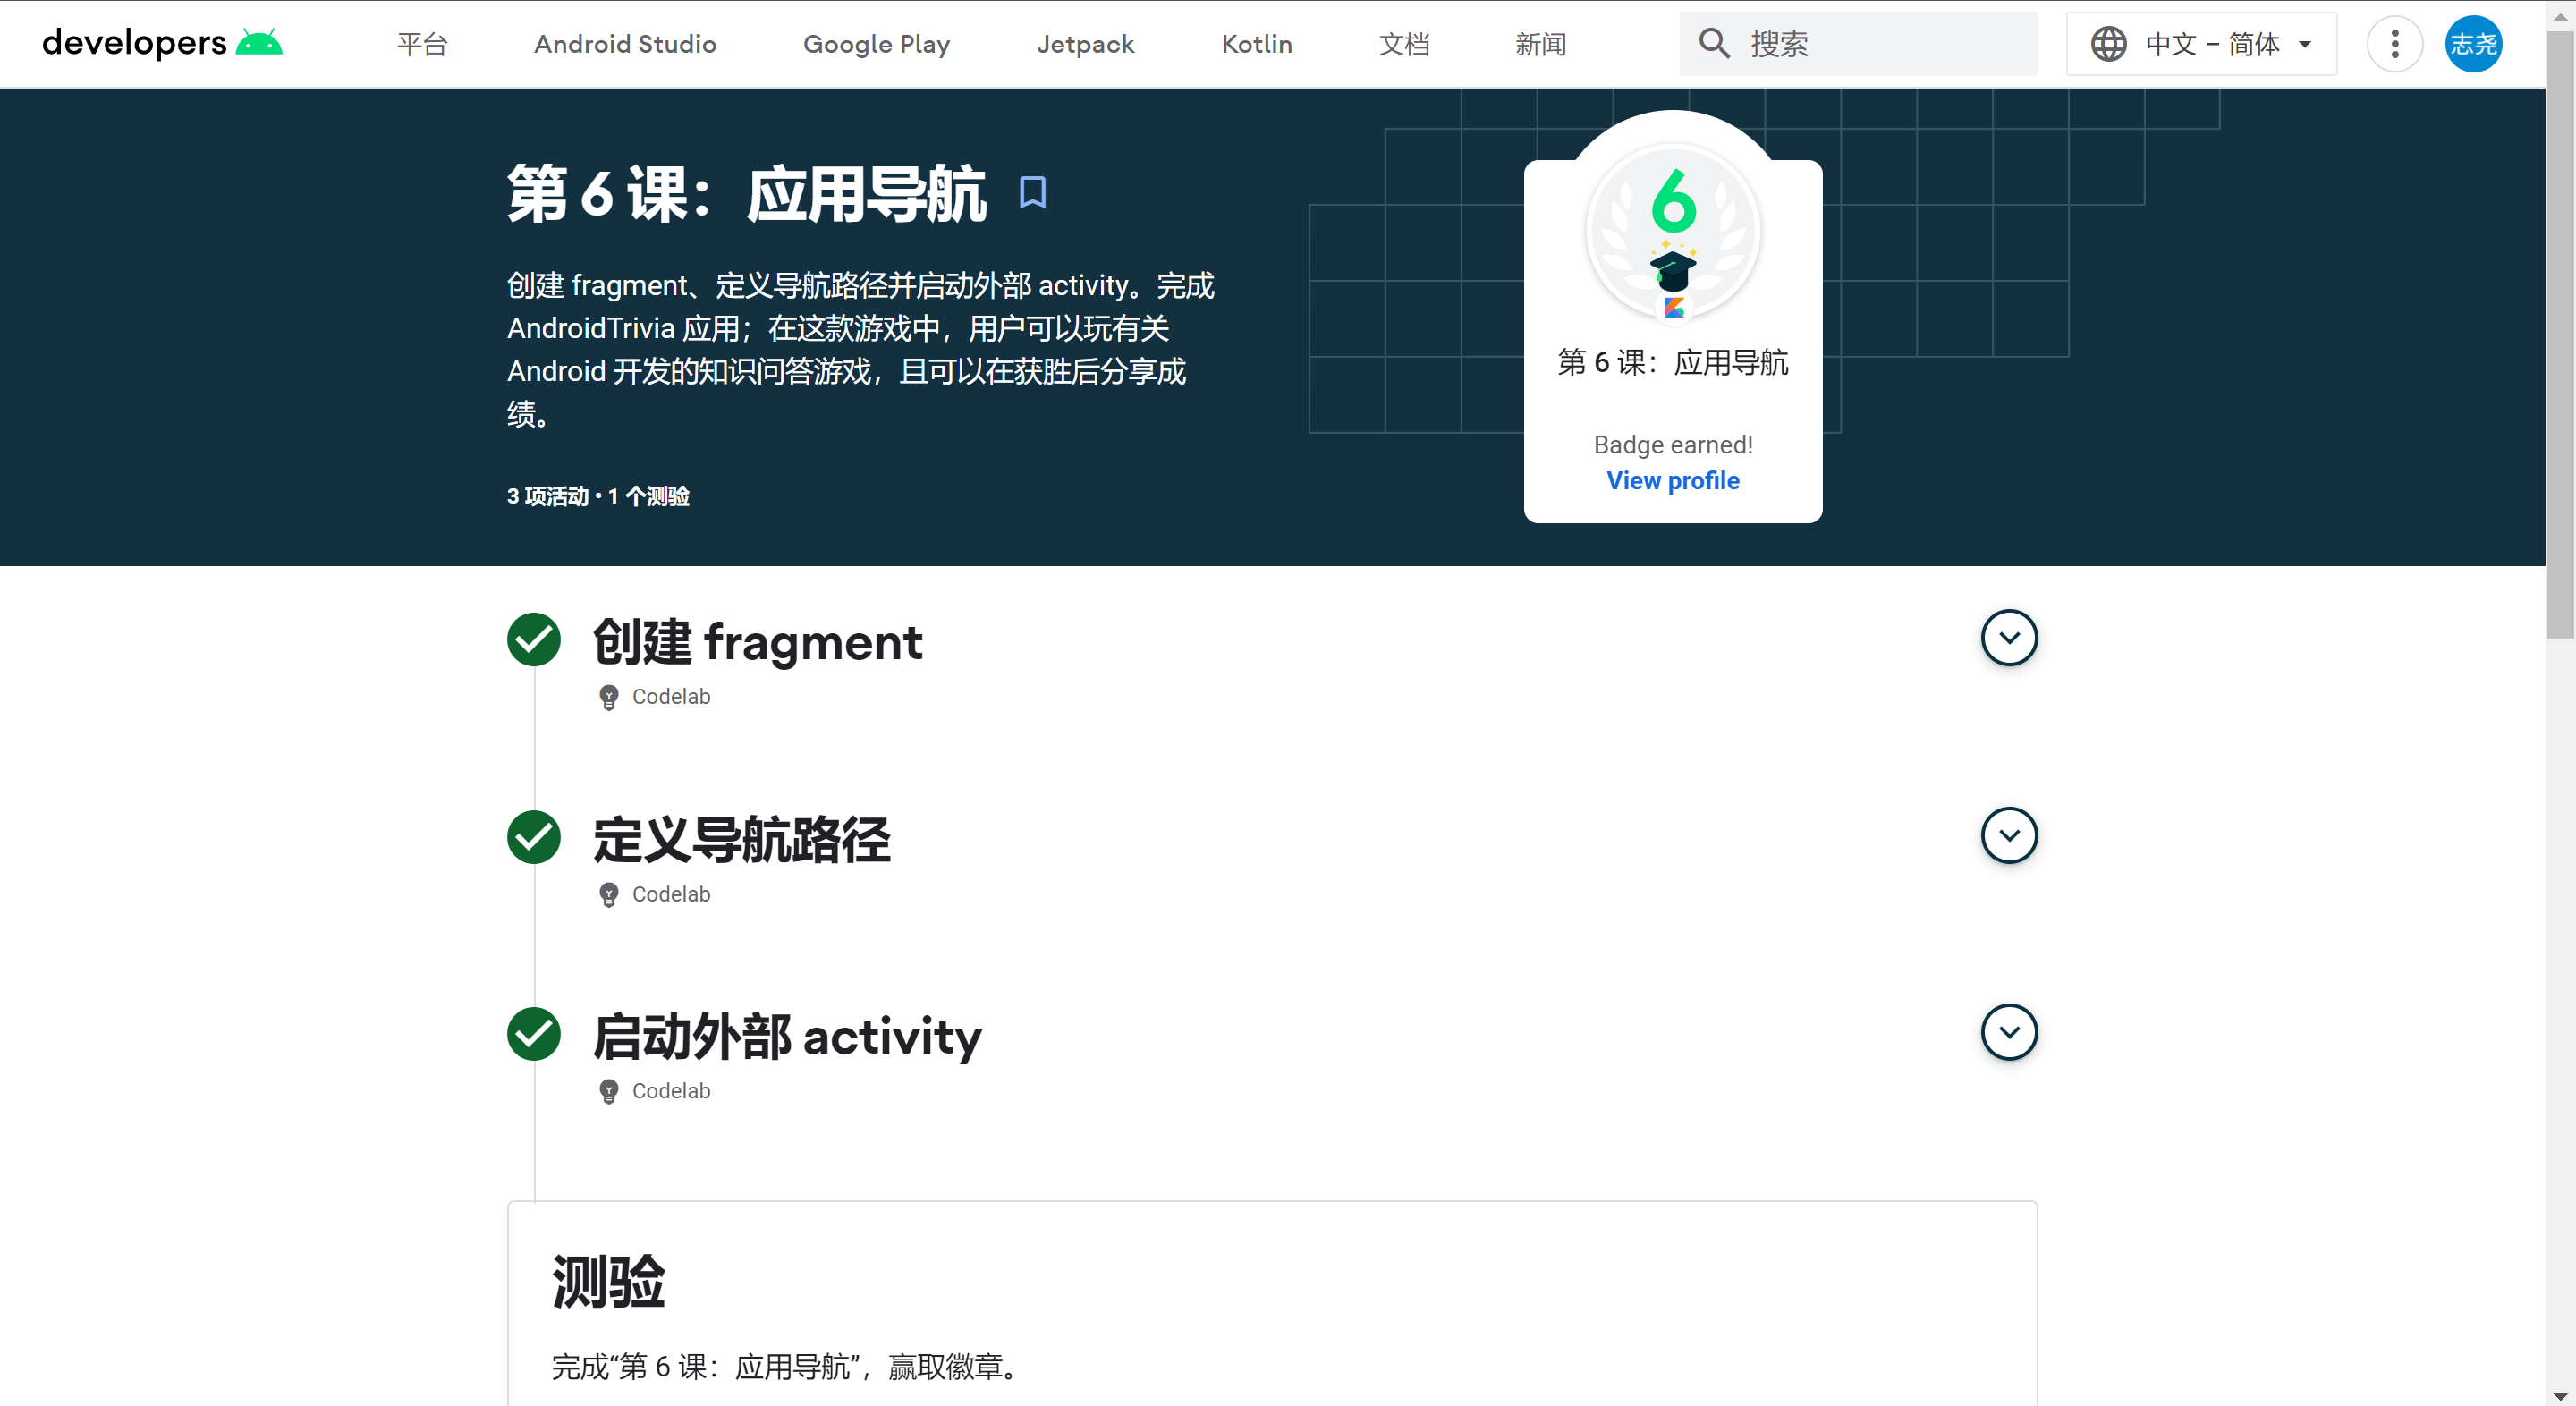 developers
平台
Android Studio
Google Play
Jetpack
Kotlin
文档
新闻
搜索
中文 – 简体
志尧
第 6 课：应用导航
创建 fragment、定义导航路径并启动外部 activity。完成
AndroidTrivia 应用；在这款游戏中，用户可以玩有关
Android 开发的知识问答游戏，且可以在获胜后分享成
绩。
3 项活动 • 1 个测验
6
第 6 课：应用导航
Badge earned!
View profile
创建 fragment
Codelab
定义导航路径
Codelab
启动外部 activity
Codelab
测验
完成“第 6 课：应用导航”，赢取徽章。